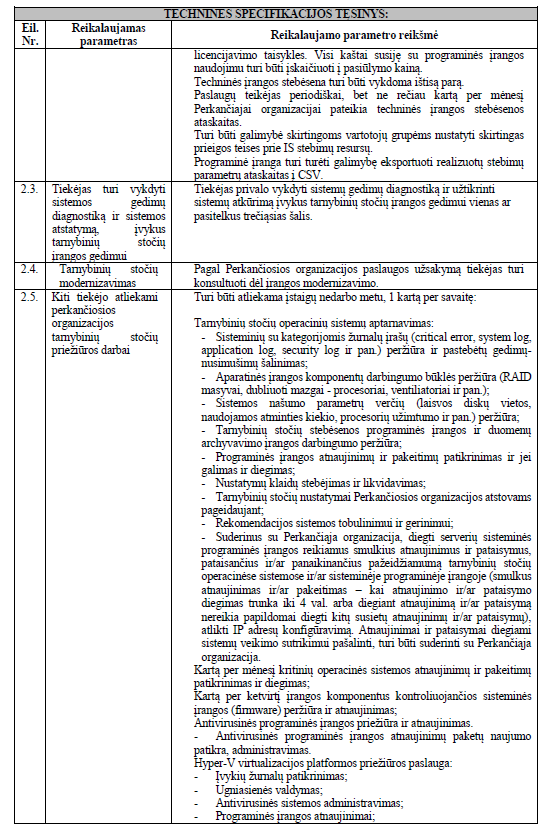 TECHNINĖS SPECIFIKACIJOS TĘSINYS:
Eil. Nr.
Reikalaujamas parametras
Reikalaujamo parametro reikšmė
licencijavimo taisykles. Visi kaštai susiję su programinės įrangos
naudojimu turi būti įskaičiuoti į pasiūlymo kainą.
Techninės įrangos stebėsena turi būti vykdoma ištisą parą.
Paslaugų teikėjas periodiškai, bet ne rečiau kartą per mėnesį
Perkančiajai organizacijai pateikia techninės įrangos stebėsenos
ataskaitas.
Turi būti galimybė skirtingoms vartotojų grupėms nustatyti skirtingas
prieigos teises prie IS stebimų resursų.
Programinė įranga turi turėti galimybę eksportuoti realizuotų stebimų
parametrų ataskaitas į CSV.
2.3.
Tiekėjas turi vykdyti
sistemos gedimų
diagnostiką ir sistemos
atstatymą, įvykus
tarnybinių stočių
įrangos gedimui
Tiekėjas privalo vykdyti sistemų gedimų diagnostiką ir užtikrinti
sistemų atkūrimą įvykus tarnybinių stočių įrangos gedimui vienas ar
pasitelkus trečiąsias šalis.
2.4.
Tarnybinių stočių
modernizavimas
Pagal Perkančiosios organizacijos paslaugos užsakymą tiekėjas turi
konsultuoti dėl įrangos modernizavimo.
2.5.
Kiti tiekėjo atliekami
perkančiosios
organizacijos
tarnybinių stočių
priežiūros darbai
Turi būti atliekama įstaigų nedarbo metu, 1 kartą per savaitę:
Tarnybinių stočių operacinių sistemų aptarnavimas:
- Sisteminių su kategorijomis žurnalų įrašų (critical error, system log,
application log, security log ir pan.) peržiūra ir pastebėtų gedimų-
nusimušimų šalinimas;
- Aparatinės įrangos komponentų darbingumo būklės peržiūra (RAID
masyvai, dubliuoti mazgai - procesoriai, ventiliatoriai ir pan.);
- Sistemos našumo parametrų verčių (laisvos diskų vietos,
naudojamos atminties kiekio, procesorių užimtumo ir pan.) peržiūra;
- Tarnybinių stočių stebėsenos programinės įrangos ir duomenų
archyvavimo įrangos darbingumo peržiūra;
- Programinės įrangos atnaujinimų ir pakeitimų patikrinimas ir jei
galimas ir diegimas;
- Nustatymų klaidų stebėjimas ir likvidavimas;
- Tarnybinių stočių nustatymai Perkančiosios organizacijos atstovams
pageidaujant;
- Rekomendacijos sistemos tobulinimui ir gerinimui;
- Suderinus su Perkančiąja organizacija, diegti serverių sisteminės
programinės įrangos reikiamus smulkius atnaujinimus ir pataisymus,
pataisančius ir/ar panaikinančius pažeidžiamumą tarnybinių stočių
operacinėse sistemose ir/ar sisteminėje programinėje įrangoje (smulkus
atnaujinimas ir/ar pakeitimas – kai atnaujinimo ir/ar pataisymo
diegimas trunka iki 4 val. arba diegiant atnaujinimą ir/ar pataisymą
nereikia papildomai diegti kitų susietų atnaujinimų ir/ar pataisymų),
atlikti IP adresų konfigūravimą. Atnaujinimai ir pataisymai diegiami
sistemų veikimo sutrikimui pašalinti, turi būti suderinti su Perkančiąja
organizacija.
Kartą per mėnesį kritinių operacinės sistemos atnaujinimų ir pakeitimų
patikrinimas ir diegimas;
Kartą per ketvirtį įrangos komponentus kontroliuojančios sisteminės
įrangos (firmware) peržiūra ir atnaujinimas;
Antivirusinės programinės įrangos priežiūra ir atnaujinimas.
- Antivirusinės programinės įrangos atnaujinimų paketų naujumo
patikra, administravimas.
Hyper-V virtualizacijos platformos priežiūros paslauga:
- Įvykių žurnalų patikrinimas;
- Ugniasienės valdymas;
- Antivirusinės sistemos administravimas;
- Programinės įrangos atnaujinimai;